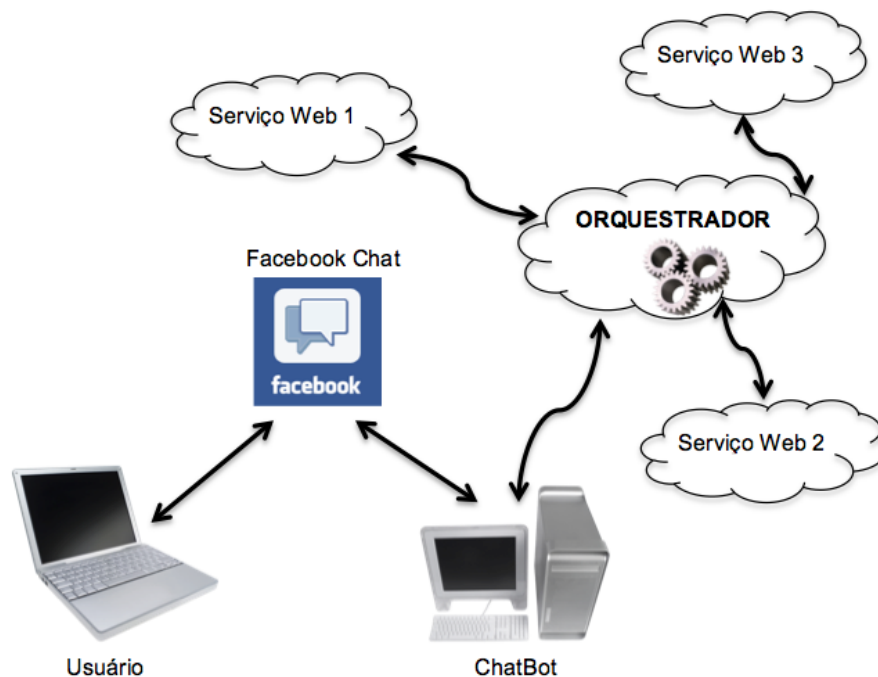 Serviço Web 3
Serviço Web 1
ORQUESTRADOR
Facebook Chat
facebook
Serviço Web 2
Usuário
ChatBot